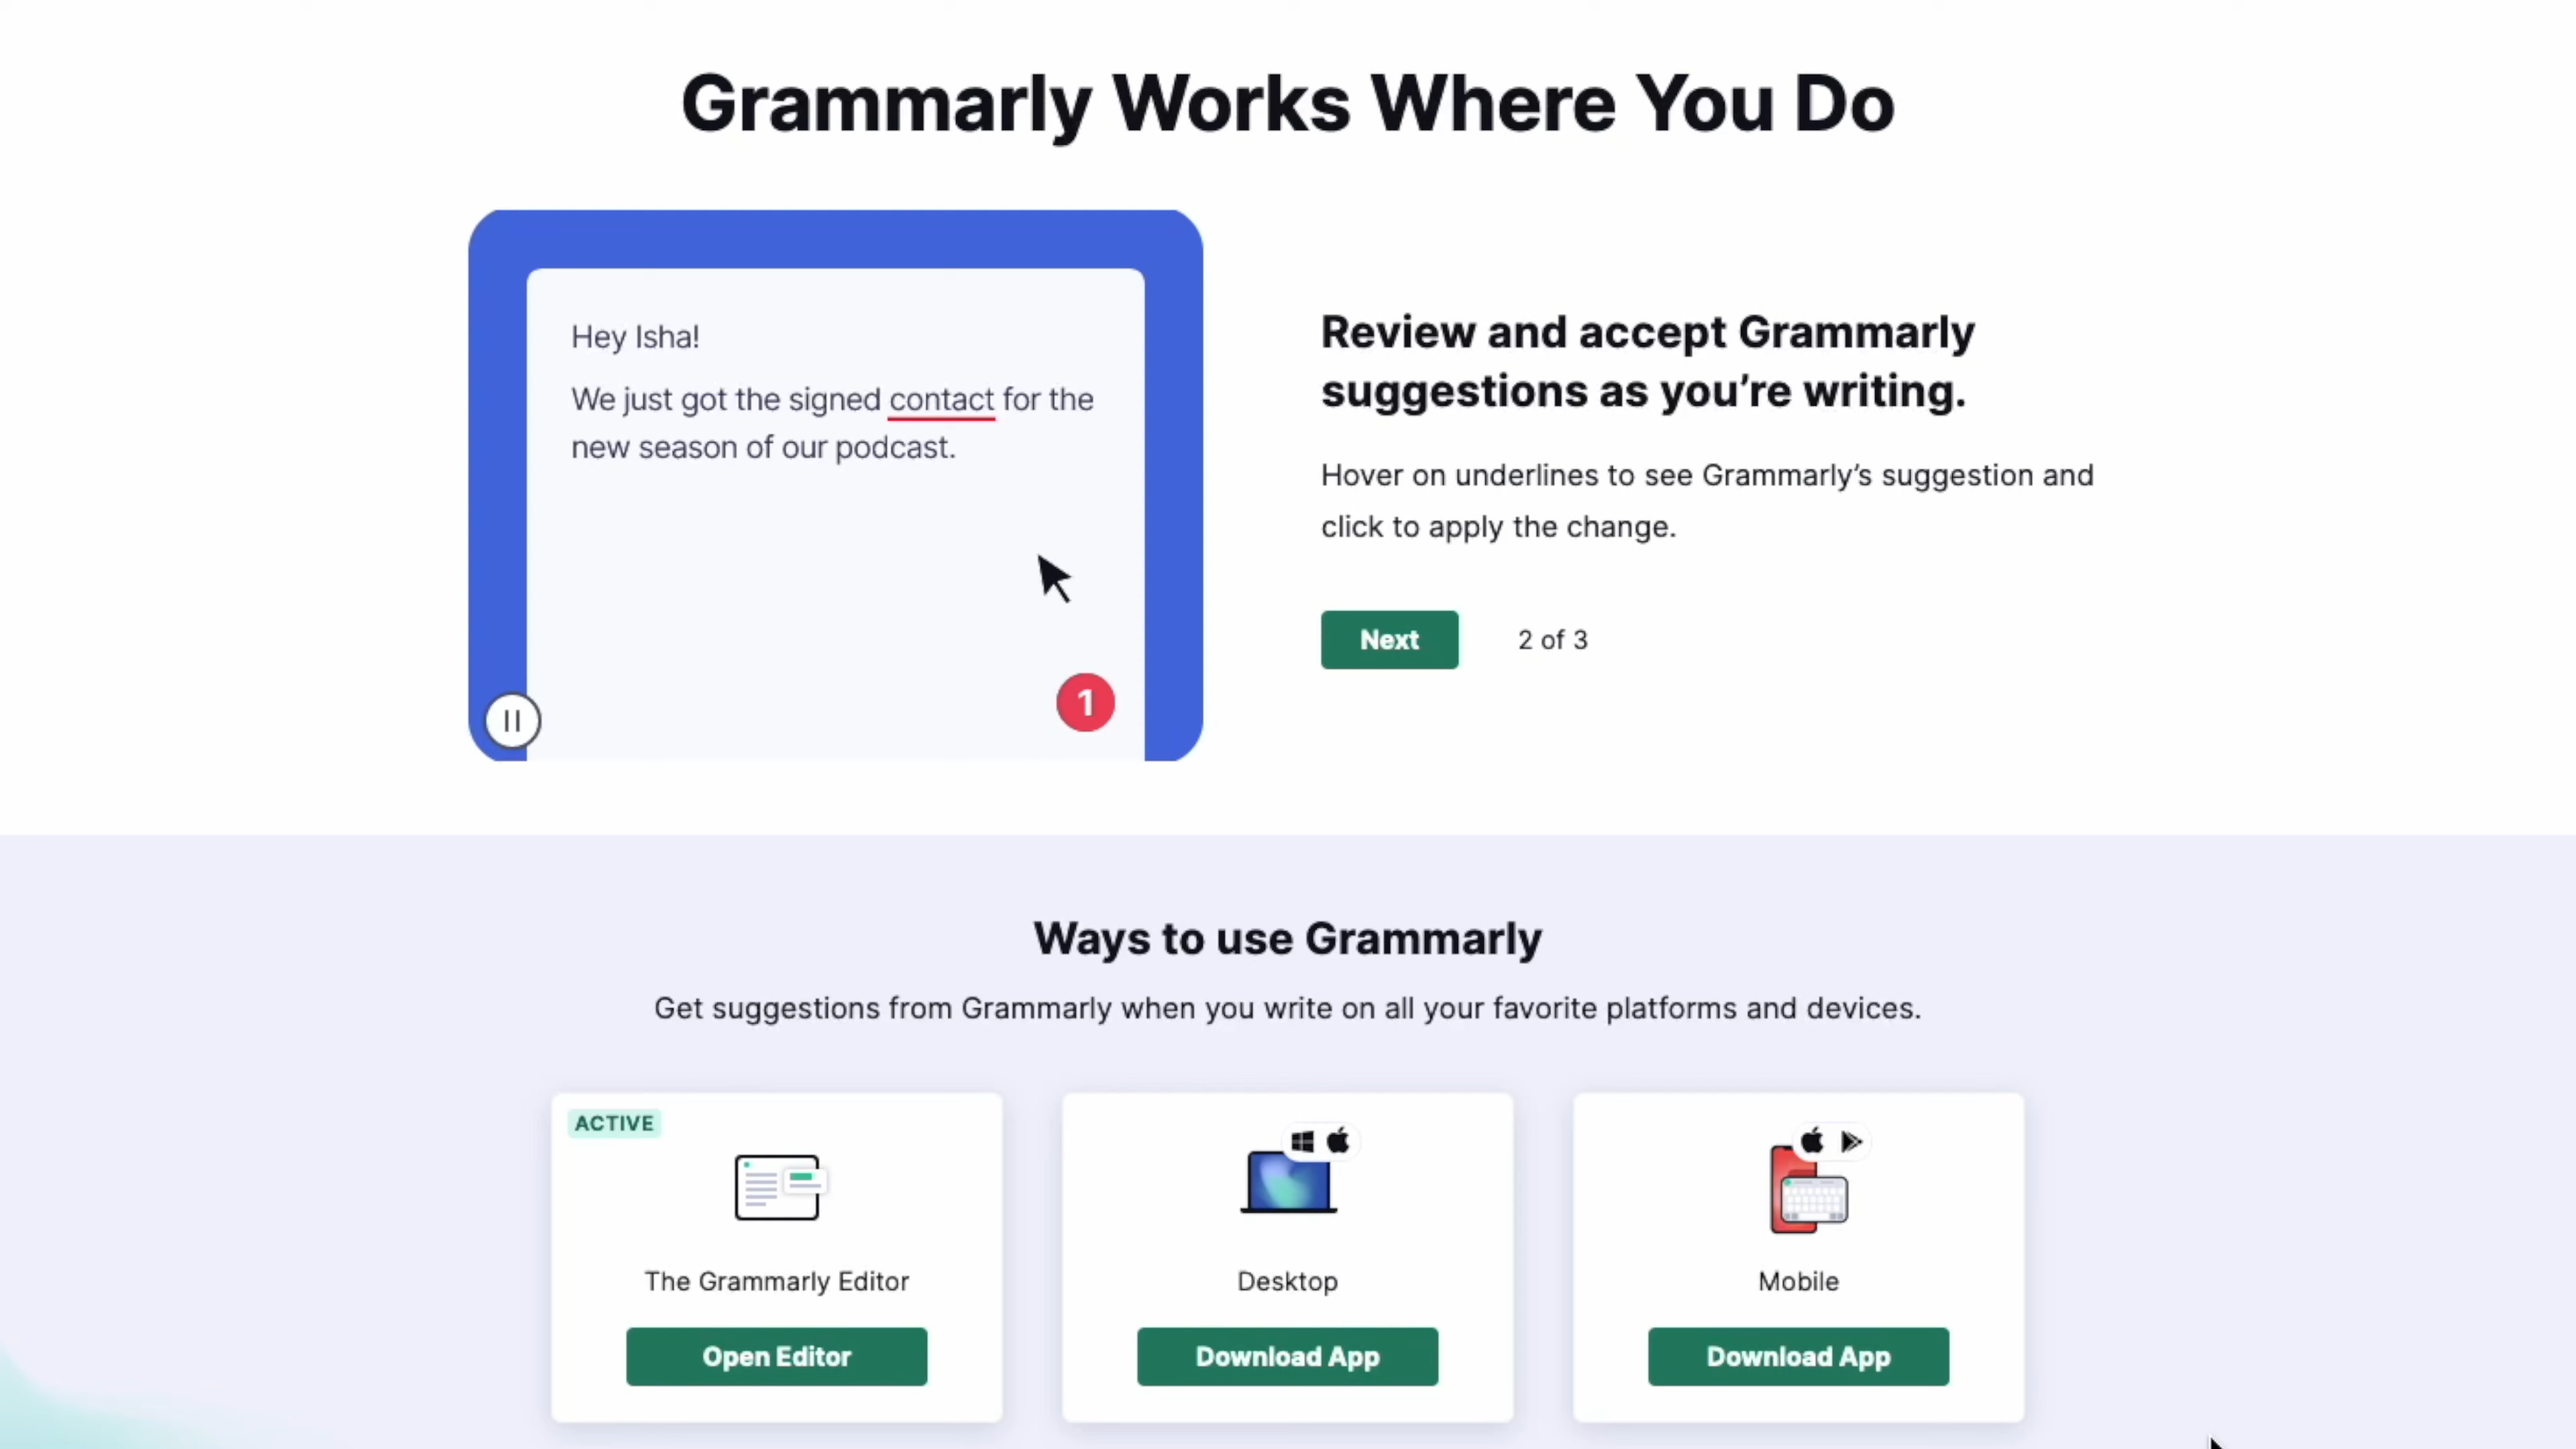 Grammarly Works Where You Do
Hey Isha!
We just got the signed contact for the
new season of our podcast.
1
Review and accept Grammarly
suggestions as you’re writing.
Hover on underlines to see Grammarly’s suggestion and
click to apply the change.
Next
2 of 3
Ways to use Grammarly
Get suggestions from Grammarly when you write on all your favorite platforms and devices.
ACTIVE
The Grammarly Editor
Open Editor
Desktop
Download App
Mobile
Download App